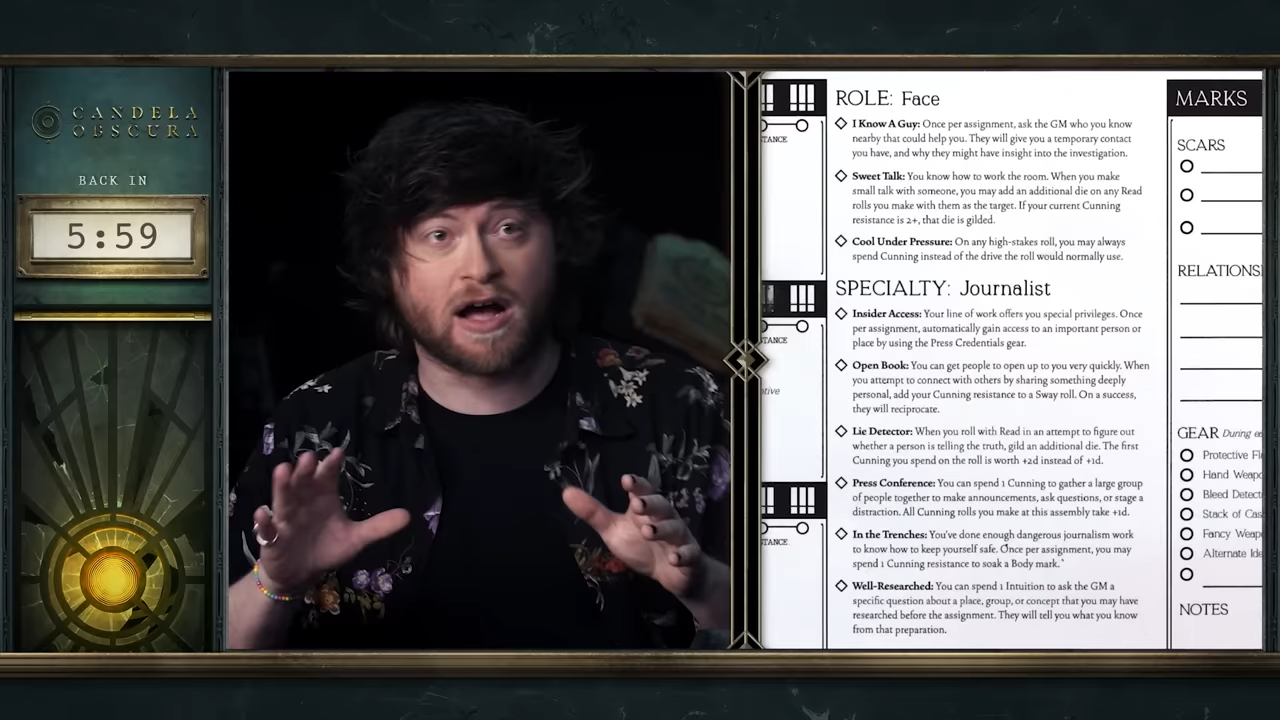 CANDELA
OBSCURA
BACK IN
5:59
TANCE
TANCE
tive
TANCE
ROLE: Face
I Know A Guy: Once per assignment, ask the GM who you know
nearby that could help you. They will give you a temporary contact
you have, and why they might have insight into the investigation.
Sweet Talk: You know how to work the room. When you make
small talk with someone, you may add an additional die on any Read
rolls you make with them as the target. If your current Cunning
resistance is 2+, that die is gilded.
Cool Under Pressure: On any high-stakes roll, you may always
spend Cunning instead of the drive the roll would normally use.
SPECIALTY: Journalist
Insider Access: Your line of work offers you special privileges. Once
per assignment, automatically gain access to an important person or
place by using the Press Credentials gear.
Open Book: You can get people to open up to you very quickly. When
you attempt to connect with others by sharing something deeply
personal, add your Cunning resistance to a Sway roll. On a success,
they will reciprocate.
Lie Detector: When you roll with Read in an attempt to figure out
whether a person is telling the truth, gild an additional die. The first
Cunning you spend on the roll is worth +2d instead of +1d.
Press Conference: You can spend 1 Cunning to gather a large group
of people together to make announcements, ask questions, or stage a
distraction. All Cunning rolls you make at this assembly take +1d.
In the Trenches: You've done enough dangerous journalism work
to know how to keep yourself safe. Once per assignment, you may
spend 1 Cunning resistance to soak a Body mark.*
Well-Researched: You can spend 1 Intuition to ask the GM a
specific question about a place, group, or concept that you may have
researched before the assignment. They will tell you what you know
from that preparation.
MARKS
SCARS
RELATIONS
GEAR During ea
Protective Fl
Hand Weapo
Bleed Detect
Stack of Cas
Fancy Weap
Alternate Ide
NOTES